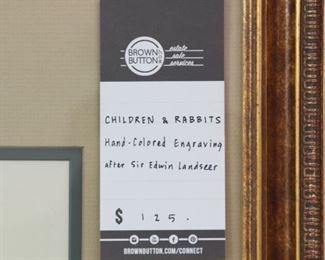 BROWN
BUTTON
estate
sale
services
CHILDREN & RABBITS
Hand-Colored Engraving
after Sir Edwin Landseer
$ 125.
BROWNBUTTON.COM/CONNECT